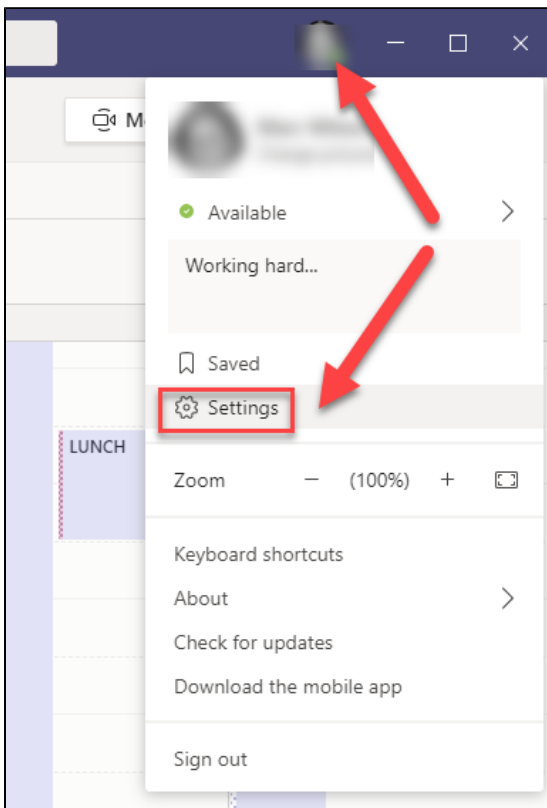 M
Available
Working hard...
Saved
Settings
LUNCH
Zoom
(100%)
Keyboard shortcuts
About
Check for updates
Download the mobile app
Sign out